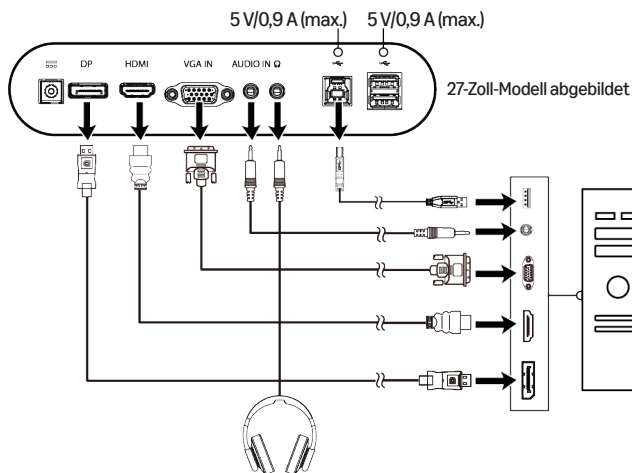 5 V/0,9 A (max.) 5 V/0,9 A (max.)
DP HDMI VGA IN AUDIO IN
27-Zoll-Modell abgebildet